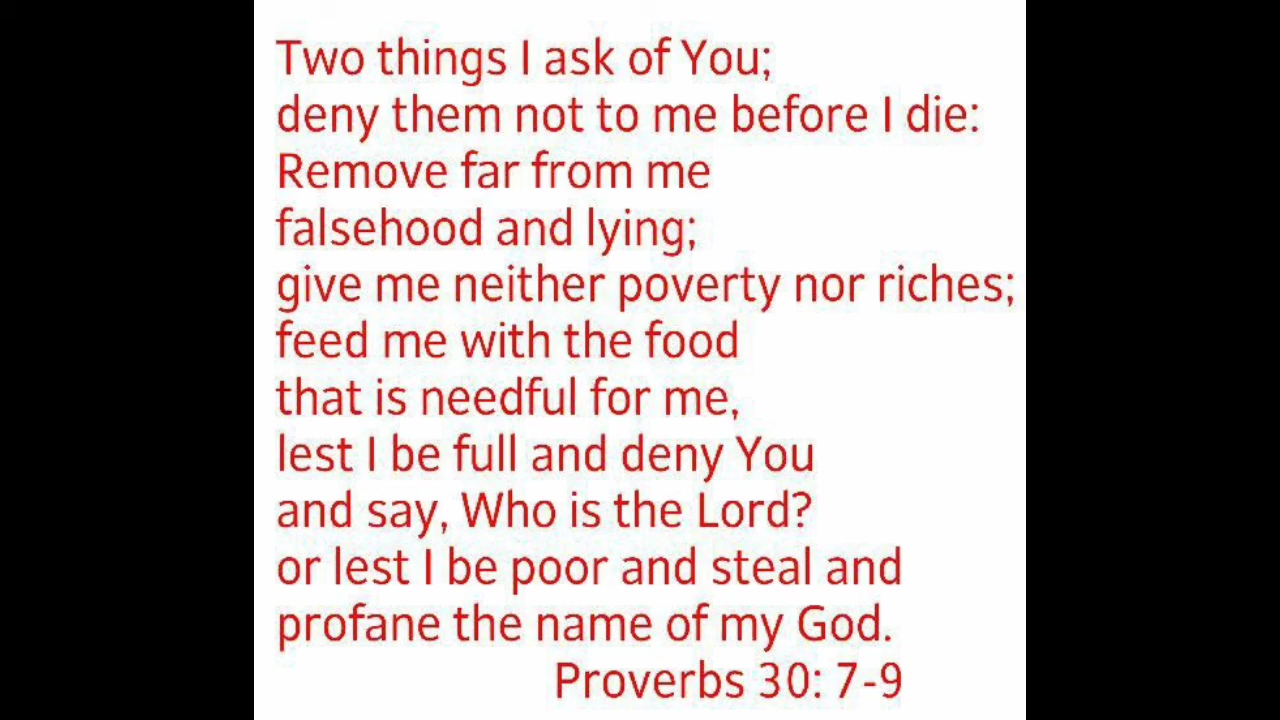 Two things I ask of You;
deny them not to me before I die:
Remove far from me
falsehood and lying;
give me neither poverty nor riches;
feed me with the food
that is needful for me,
lest I be full and deny You
and say, Who is the Lord?
or lest I be poor and steal and
profane the name of my God.
Proverbs 30: 7-9